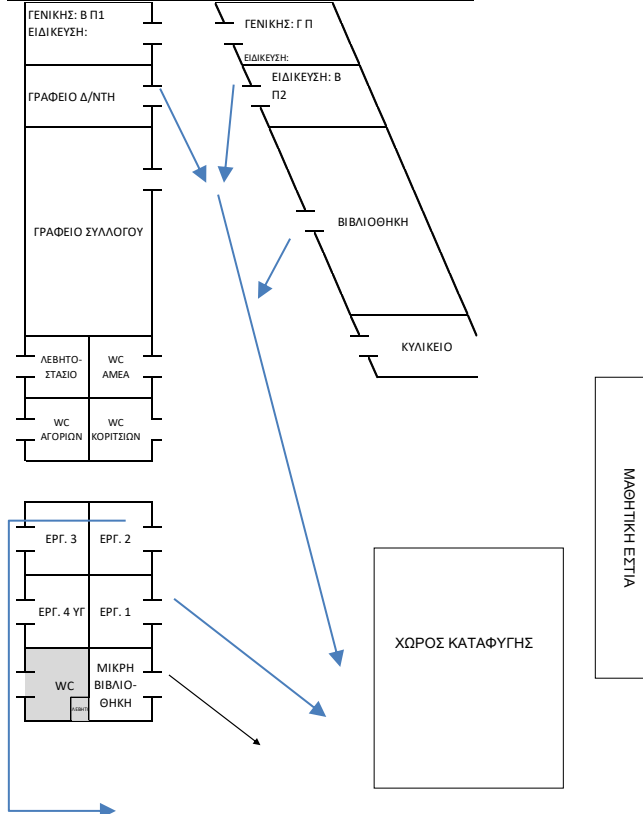 ΓΕΝΙΚΗΣ: Β Π1
ΕΙΔΙΚΕΥΣΗ:
ΓΡΑΦΕΙΟ Δ/ΝΤΗ
ΓΡΑΦΕΙΟ ΣΥΛΛΟΓΟΥ
ΛΕΒΗΤΟ-
ΣΤΑΣΙΟ
WC
ΑΜΕΑ
WC
ΑΓΟΡΙΩΝ
WC
ΚΟΡΙΤΣΙΩΝ
ΓΕΝΙΚΗΣ: Γ Π
ΕΙΔΙΚΕΥΣΗ:
ΕΙΔΙΚΕΥΣΗ: Β
Π2
ΒΙΒΛΙΟΘΗΚΗ
ΚΥΛΙΚΕΙΟ
ΕΡΓ. 3
ΕΡΓ. 2
ΕΡΓ. 4 ΥΓ
ΕΡΓ. 1
WC
ΜΙΚΡΗ
ΒΙΒΛΙΟ-
ΘΗΚΗ
ΧΩΡΟΣ ΚΑΤΑΦΥΓΗΣ
ΜΑΘΗΤΙΚΗ ΕΣΤΙΑ